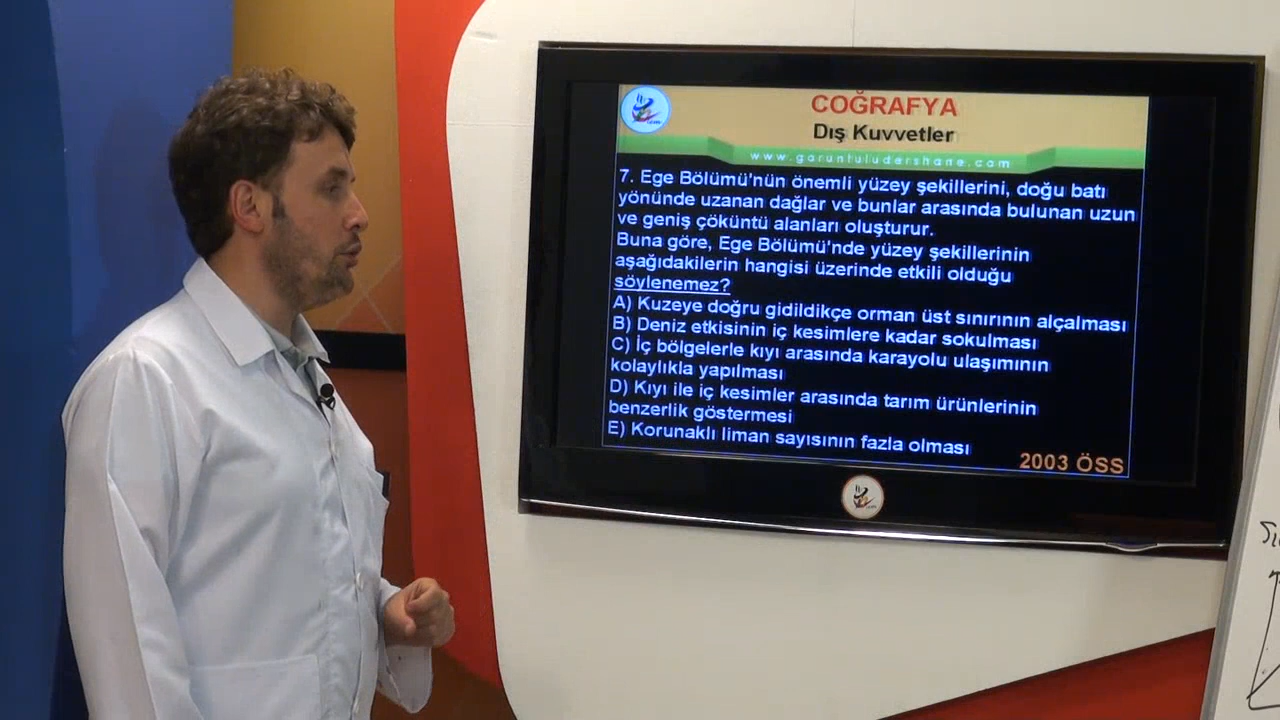 COĞRAFYA
Dış Kuvvetler
www.goruntuludershane.com
7. Ege Bölümü'nün önemli yüzey şekillerini, doğu batı
yönünde uzanan dağlar ve bunlar arasında bulunan uzun
ve geniş çöküntü alanları oluşturur.
Buna göre, Ege Bölümü'nde yüzey şekillerinin
aşağıdakilerin hangisi üzerinde etkili olduğu
söylenemez?
A) Kuzeye doğru gidildikçe orman üst sınırının alçalması
B) Deniz etkisinin iç kesimlere kadar sokulması
C) İç bölgelerle kıyı arasında karayolu ulaşımının
kolaylıkla yapılması
D) Kıyı ile iç kesimler arasında tarım ürünlerinin
benzerlik göstermesi
E) Korunaklı liman sayısının fazla olması
2003 ÖSS